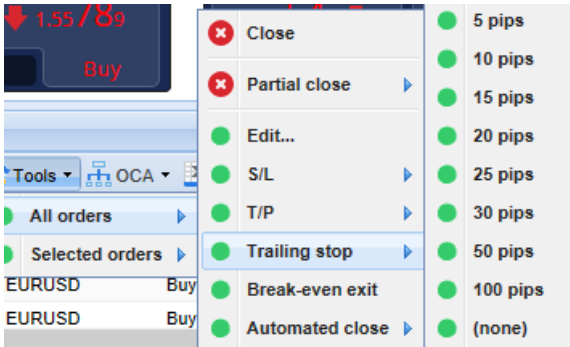 1.55789
Buy
Tools
OCA
All orders
Selected orders
EURUSD Buy
EURUSD Buy
Close
Partial close
Edit...
S/L
T/P
Trailing stop
Break-even exit
Automated close
5 pips
10 pips
15 pips
20 pips
25 pips
30 pips
50 pips
100 pips
(none)